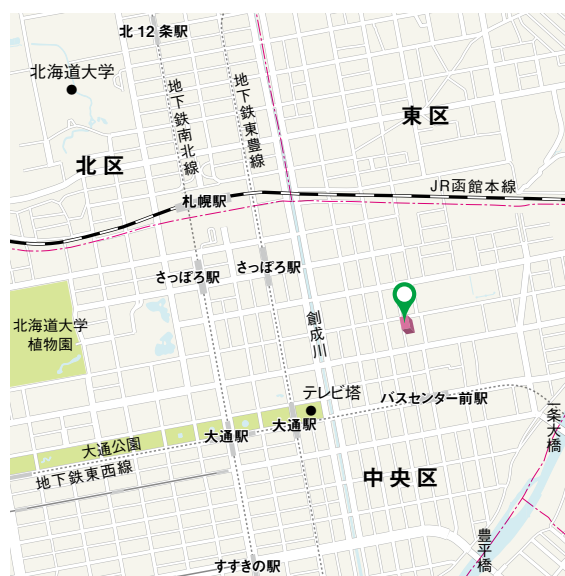 北12条駅
北海道大学
地下鉄南北線
地下鉄東豊線
東区
北区
JR函館本線
札幌駅
さっぽろ駅
さっぽろ駅
北海道大学
植物園
創成川
テレビ塔
バスセンター前駅
一条大橋
大通駅
大通駅
大通公園
地下鉄東西線
中央区
豊平橋
すすきの駅